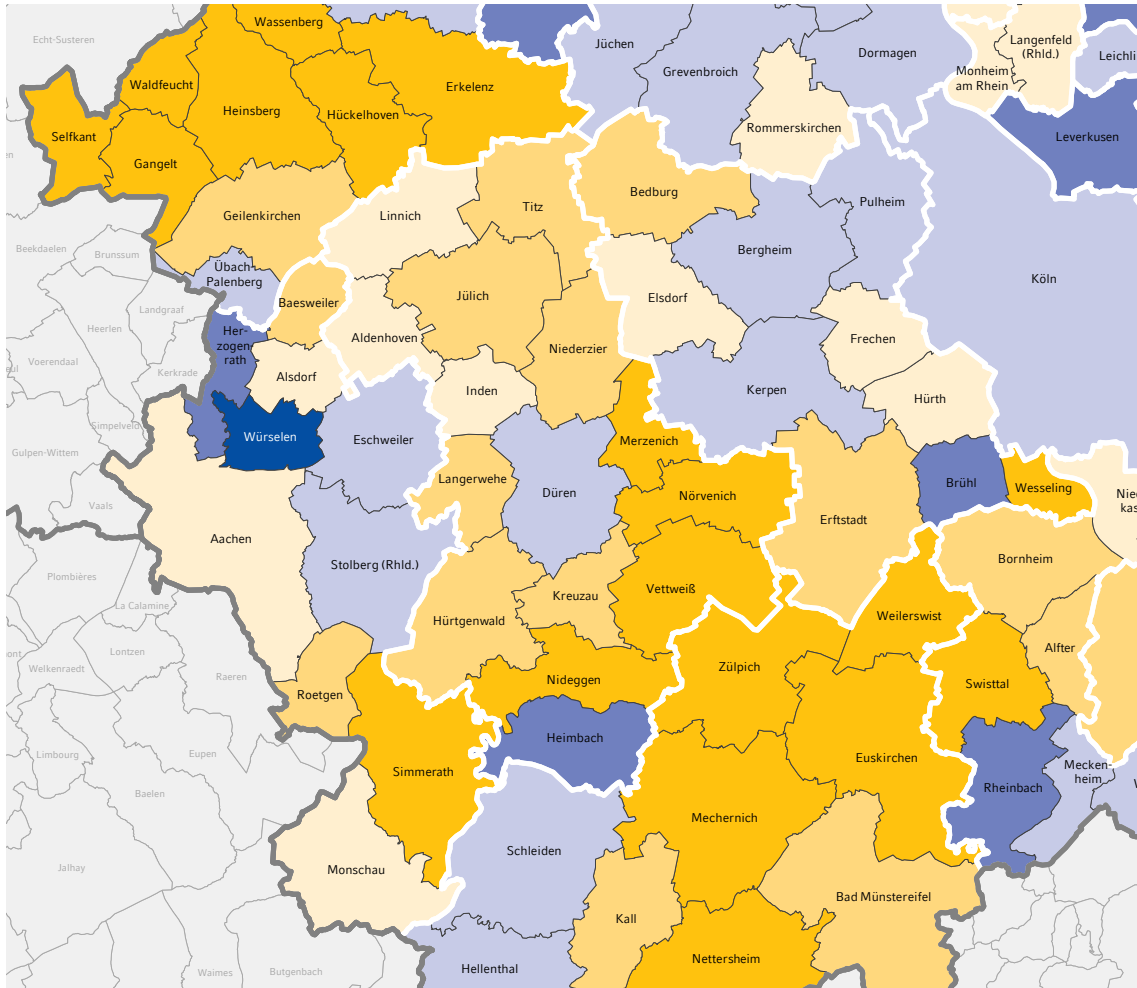 Echt-Susteren
Wassenberg
Jüchen
Dormagen
Langenfeld
(Rhld.)
Leichli
Monheim
am Rhein
Grevenbroich
Waldfeucht
Erkelenz
Heinsberg
Hückelhoven
Rommerskirchen
Leverkusen
Selfkant
en
Gangelt
Bedburg
Pulheim
Linnich
Titz
Geilenkirchen
Beekdaelen
Brunssum
Bergheim
Köln
Übach-
Palenberg
Elsdorf
Jülich
Baesweiler
Landgraaf
Heerlen
Her-
zogen-
rath
Aldenhoven
Frechen
Niederzier
Voerendaal
eul
Kerkrade
Alsdorf
Inden
Kerpen
Hürth
Simpelveld
Würselen
Eschweiler
Merzenich
Gulpen-Wittem
Langerwehe
Düren
Nörvenich
Brühl
Wesseling
Nied
kas
Vaals
Erftstadt
Aachen
Stolberg (Rhld.)
Bornheim
Plombières
Vettweiß
Kreuzau
La Calamine
Hürtgenwald
Weilerswist
Lontzen
ont
Welkenraedt
Alfter
Raeren
Zülpich
Nideggen
Swisttal
Roetgen
Heimbach
Limbourg
Eupen
Euskirchen
Simmerath
Mecken-
heim
Rheinbach
W
Baelen
Mechernich
Schleiden
Jalhay
Monschau
Bad Münstereifel
Kall
Nettersheim
Hellenthal
Waimes
Butgenbach